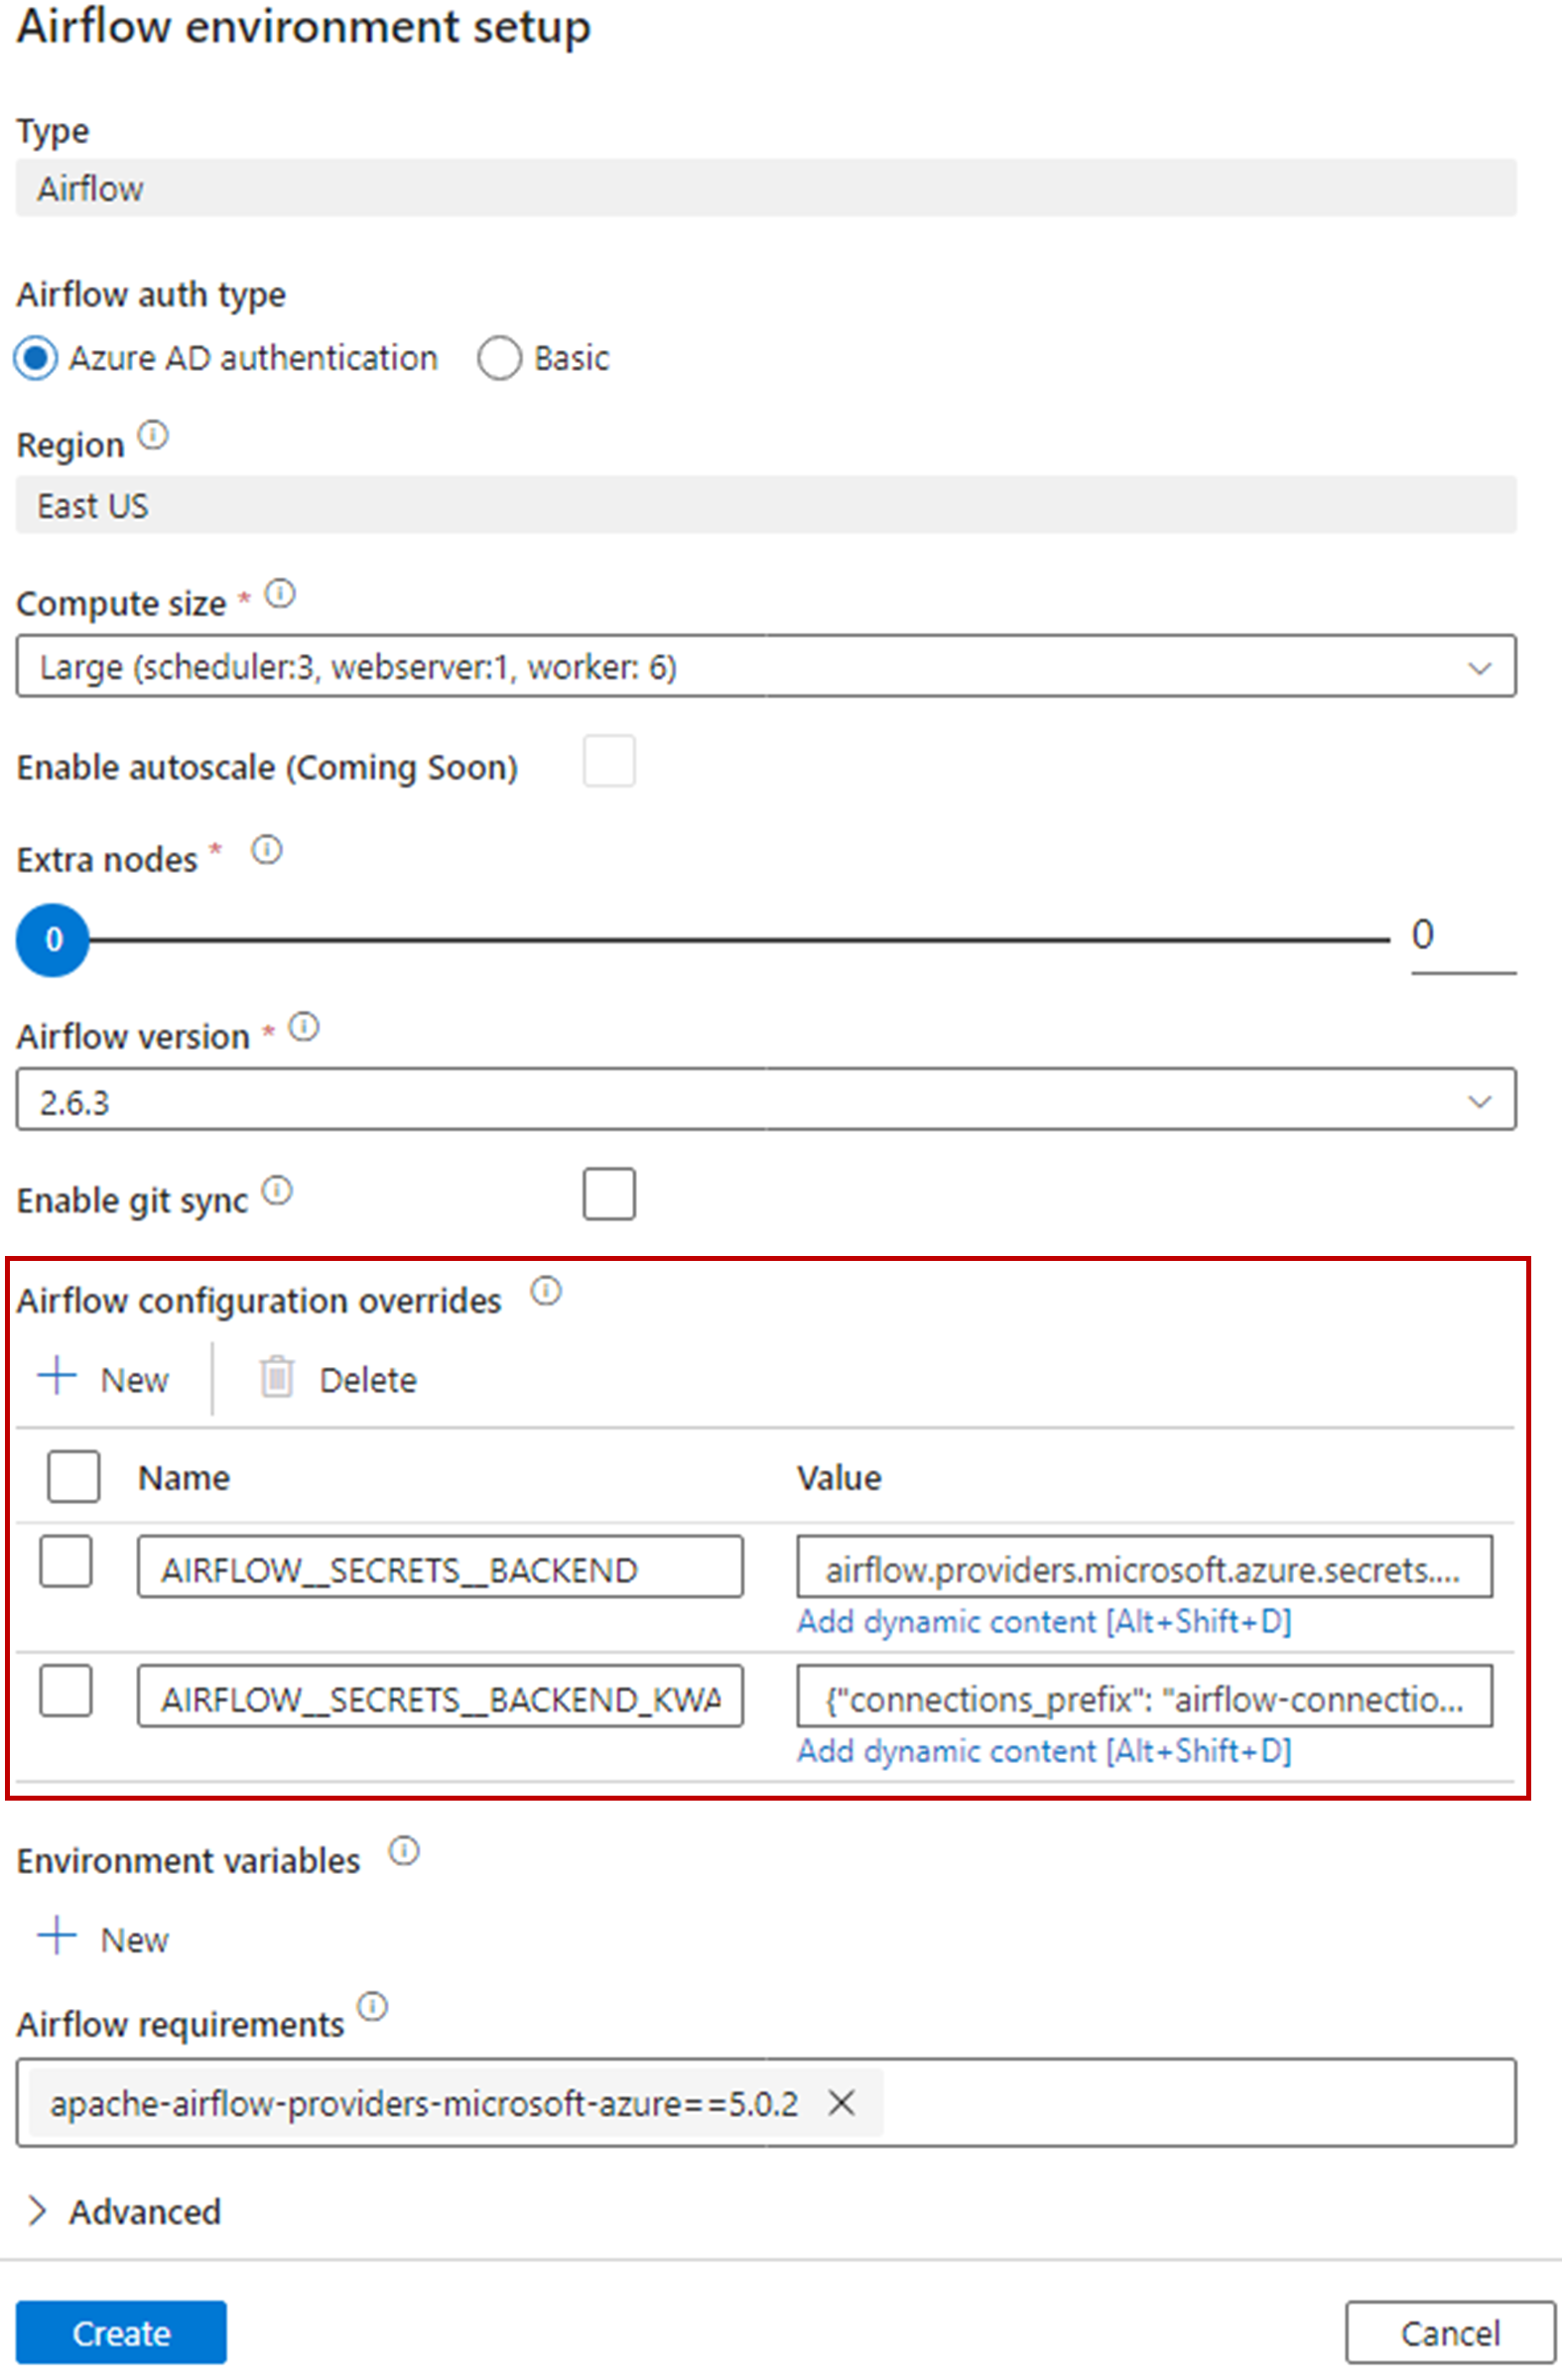 Airflow environment setup
Type
Airflow
Airflow auth type
Azure AD authentication Basic
Region
East US
Compute size *
Large (scheduler:3, webserver:1, worker: 6)
Enable autoscale (Coming Soon)
Extra nodes *
0 0
Airflow version *
2.6.3
Enable git sync
Airflow configuration overrides
New Delete
Name Value
AIRFLOW__SECRETS__BACKEND airflow.providers.microsoft.azure.secrets....
Add dynamic content [Alt+Shift+D]
AIRFLOW__SECRETS__BACKEND_KWA {"connections_prefix": "airflow-connectio...
Add dynamic content [Alt+Shift+D]
Environment variables
New
Airflow requirements
apache-airflow-providers-microsoft-azure==5.0.2
Advanced
Create Cancel